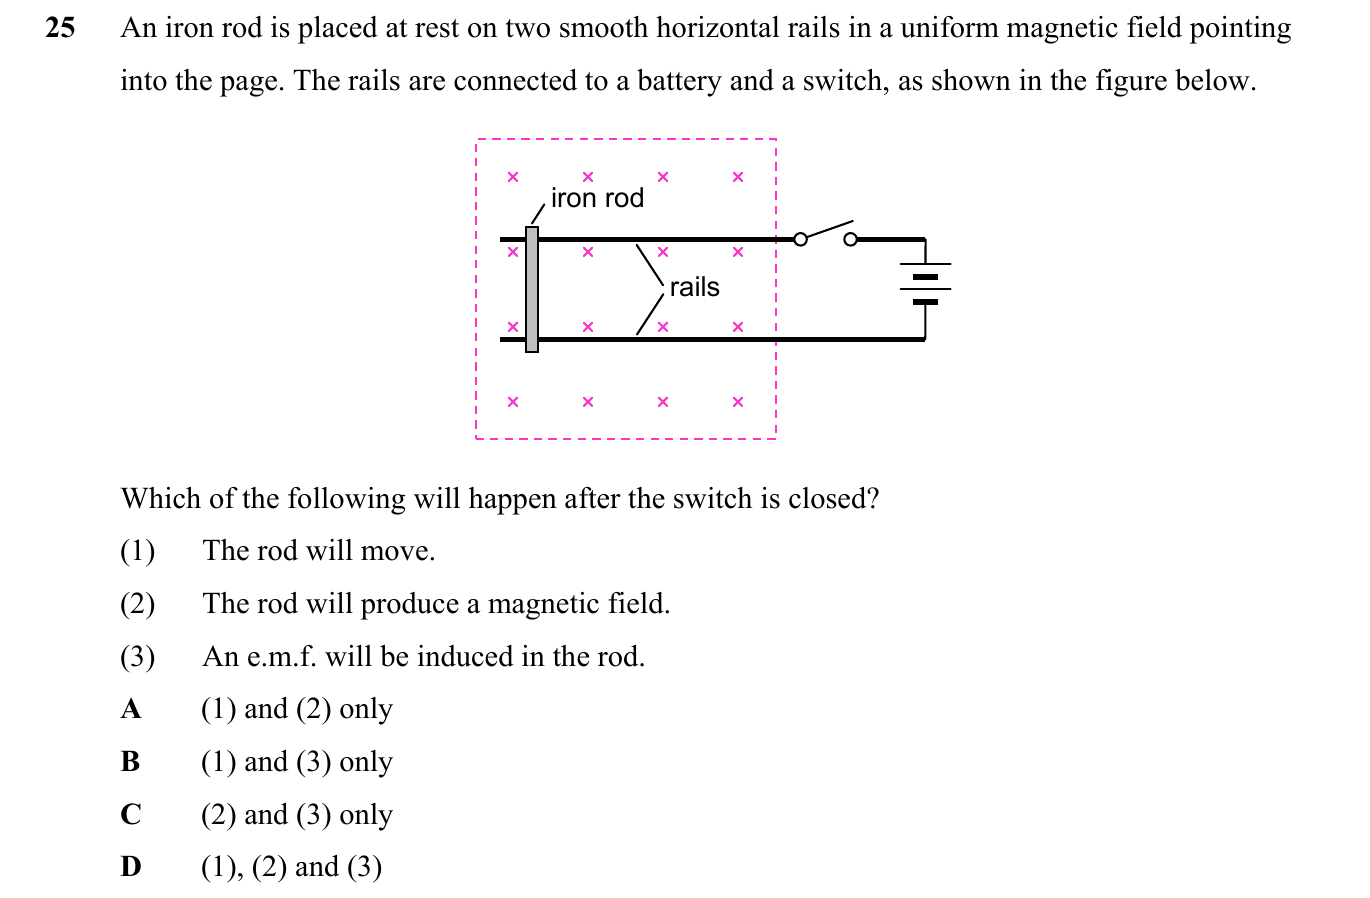 25 An iron rod is placed at rest on two smooth horizontal rails in a uniform magnetic field pointing
into the page. The rails are connected to a battery and a switch, as shown in the figure below.
iron rod
rails
Which of the following will happen after the switch is closed?
(1) The rod will move.
(2) The rod will produce a magnetic field.
(3) An e.m.f. will be induced in the rod.
A (1) and (2) only
B (1) and (3) only
C (2) and (3) only
D (1), (2) and (3)